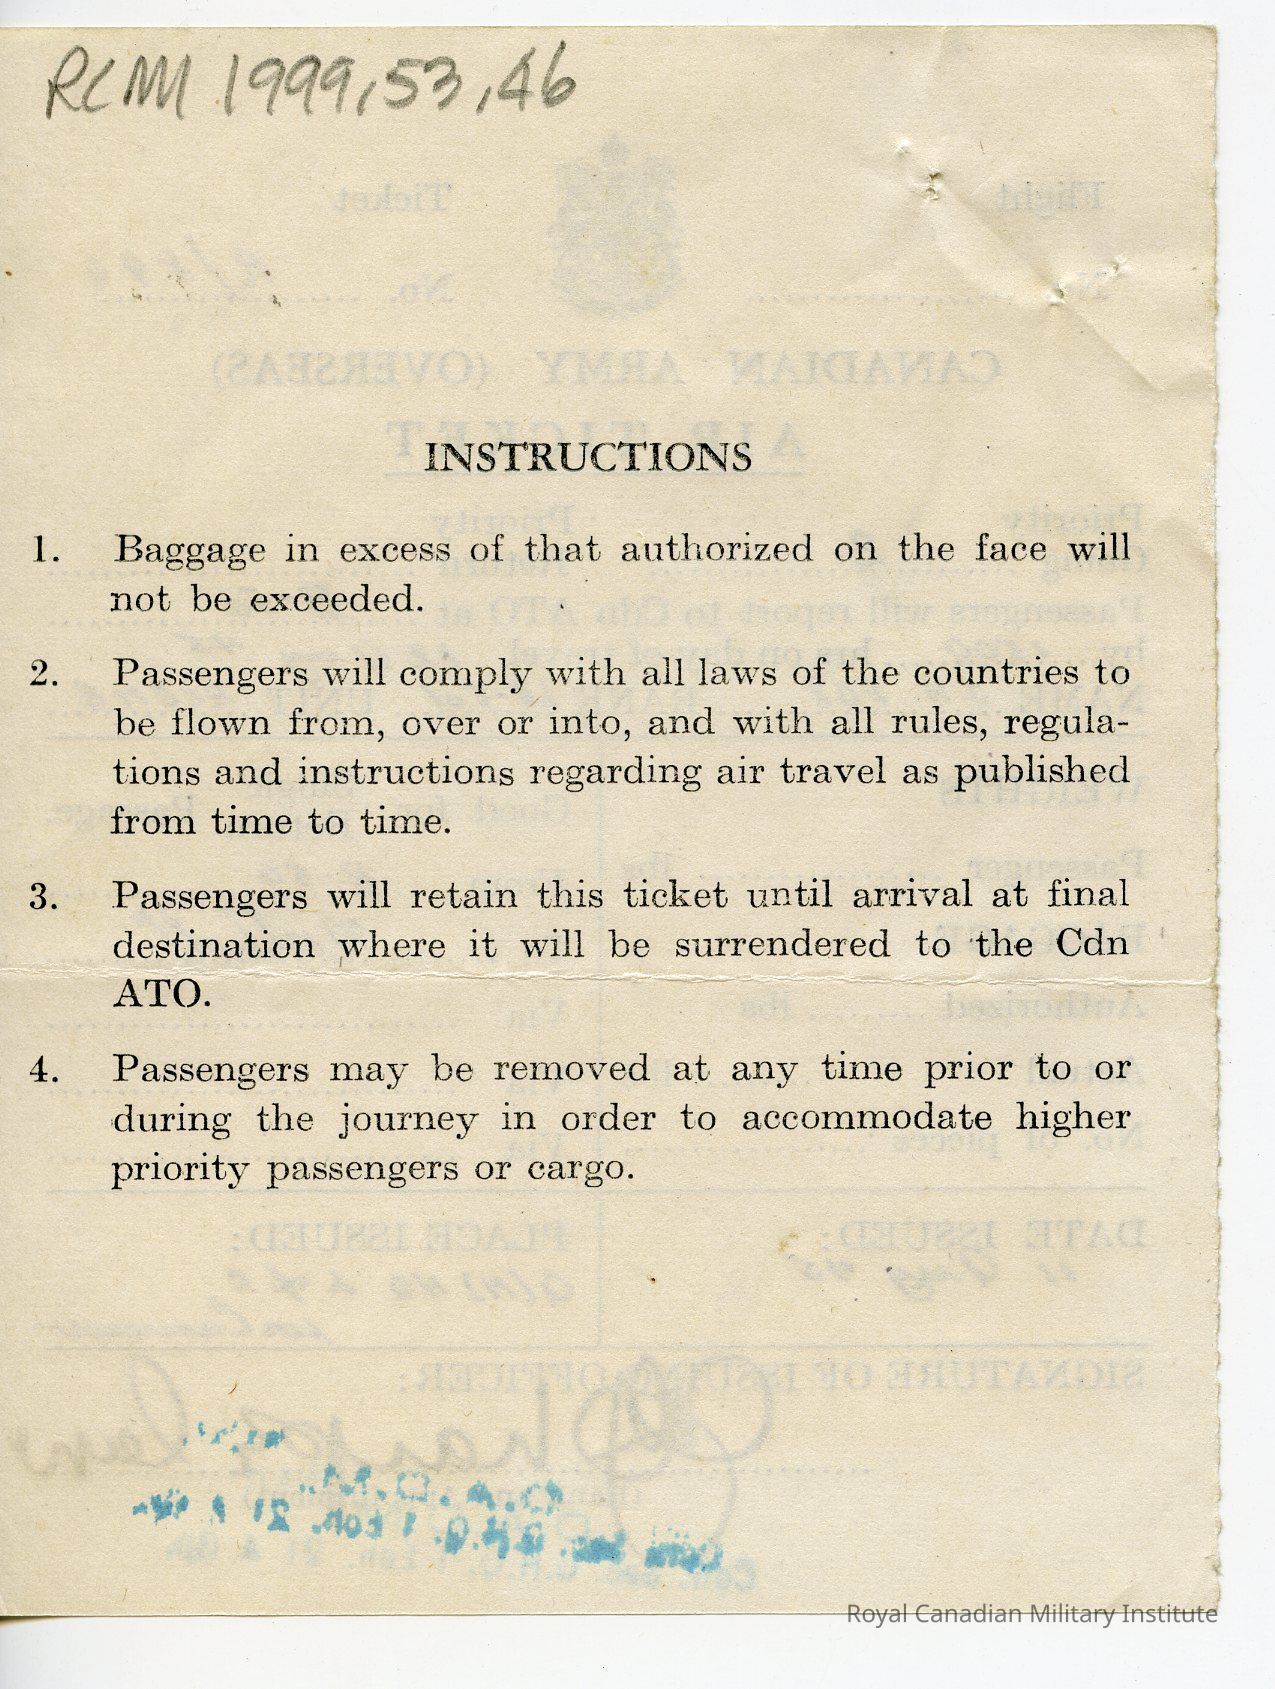 RCMI 1999,53,46
INSTRUCTIONS
1. Baggage in excess of that authorized on the face will
not be exceeded.
2. Passengers will comply with all laws of the countries to
be flown from, over or into, and with all rules, regula-
tions and instructions regarding air travel as published
from time to time.
3. Passengers will retain this ticket until arrival at final
destination where it will be surrendered to the Cdn
ATO.
4. Passengers may be removed at any time prior to or
during the journey in order to accommodate higher
priority passengers or cargo.
Royal Canadian Military Institute